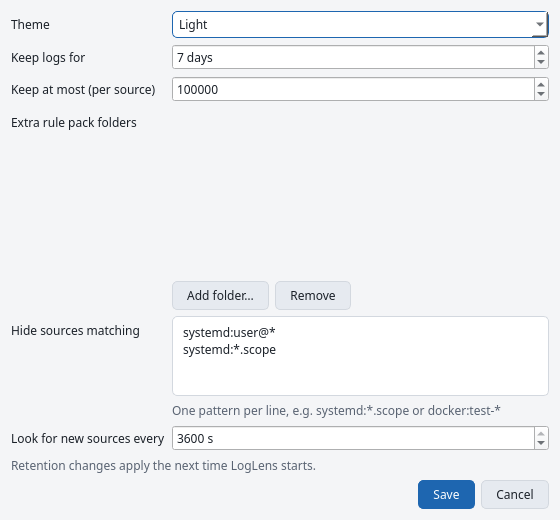 Theme Light
Keep logs for 7 days
Keep at most (per source) 100000
Extra rule pack folders
Add folder... Remove
Hide sources matching
systemd:user@*
systemd:*.scope
One pattern per line, e.g. systemd:*.scope or docker:test-*
Look for new sources every 3600 s
Retention changes apply the next time LogLens starts.
Save Cancel